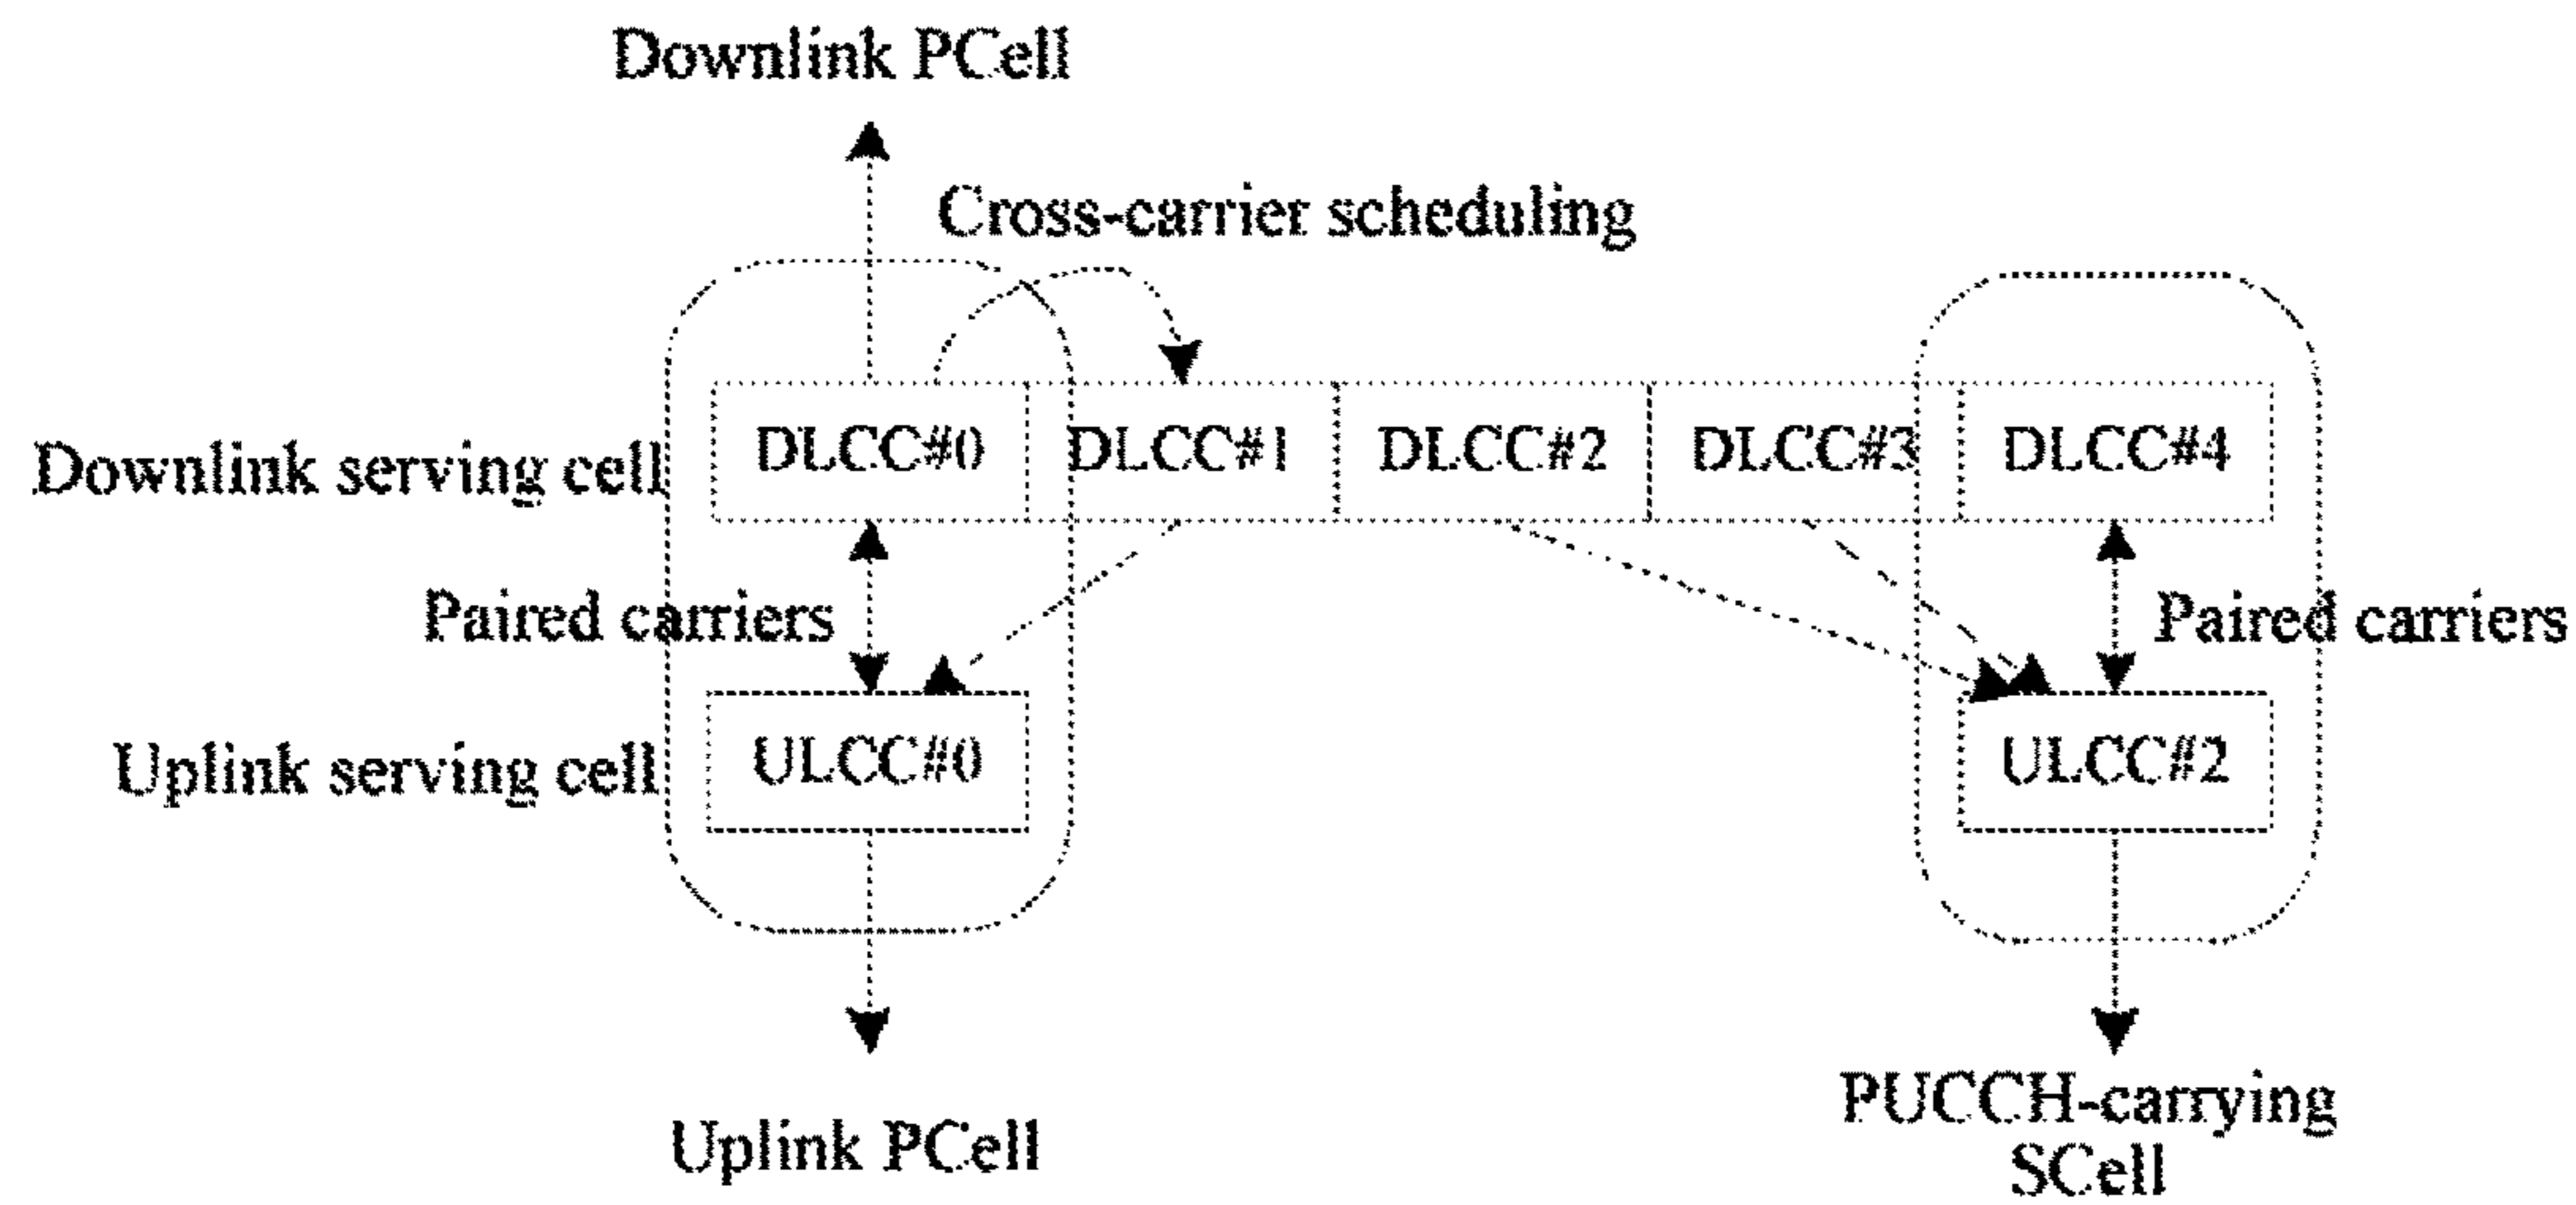 Downlink PCell
Cross-carrier scheduling
Downlink serving cell
DLCC#0
DLCC#1
DLCC#2
DLCC#3
DLCC#4
Paired carriers
Paired carriers
Uplink serving cell
ULCC#0
ULCC#2
Uplink PCell
PUCCH-carrying
SCell